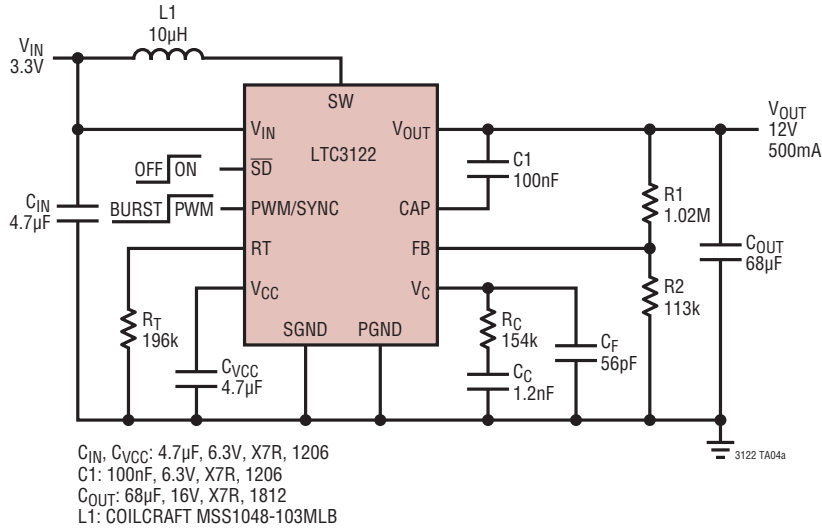 L1
10µH
VIN
3.3V
SW
VIN
VOUT
VOUT
12V
500mA
LTC3122
SD
OFF ON
C1
100nF
CIN
4.7µF
BURST PWM
PWM/SYNC
CAP
R1
1.02M
RT
FB
COUT
68µF
VCC
VC
R2
113k
RT
196k
SGND
PGND
RC
154k
CF
56pF
CVCC
4.7µF
CC
1.2nF
3122 TA04a
CIN, CVCC: 4.7µF, 6.3V, X7R, 1206
C1: 100nF, 6.3V, X7R, 1206
COUT: 68µF, 16V, X7R, 1812
L1: COILCRAFT MSS1048-103MLB